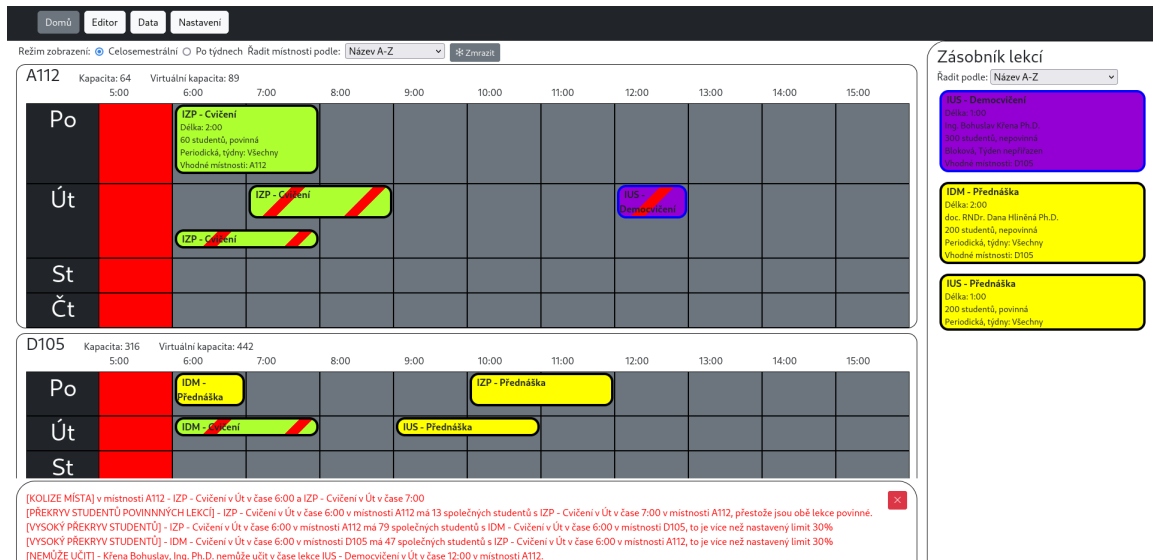 Domů Editor Data Nastavení
Režim zobrazení: Celosemestrální Po týdnech Řadit místnosti podle: Název A-Z Zmrazit
A112 Kapacita: 64 Virtuální kapacita: 89
5:00 6:00 7:00 8:00 9:00 10:00 11:00 12:00 13:00 14:00 15:00
Po
IZP - Cvičení
Délka: 2:00
60 studentů, povinná
Periodická, týdny: Všechny
Vhodné místnosti: A112
Út
IZP - Cvičení
IUS -
Democvičení
IZP - Cvičení
St
Čt
D105 Kapacita: 316 Virtuální kapacita: 442
5:00 6:00 7:00 8:00 9:00 10:00 11:00 12:00 13:00 14:00 15:00
Po
IDM -
Přednáška
IZP - Přednáška
Út
IDM - Cvičení
IUS - Přednáška
St
Zásobník lekcí
Řadit podle: Název A-Z
IUS - Democvičení
Délka: 1:00
Ing. Bohuslav Křena Ph.D.
300 studentů, nepovinná
Bloková, Týden neohrazen
Vhodné místnosti: D105
IDM - Přednáška
Délka: 2:00
doc. RNDr. Dana Hliněná Ph.D.
200 studentů, nepovinná
Periodická, týdny: Všechny
Vhodné místnosti: D105
IUS - Přednáška
Délka: 1:00
200 studentů, povinná
Periodická, týdny: Všechny
[KOLIZE MÍSTA] v místnosti A112 - IZP - Cvičení v Út v čase 6:00 a IZP - Cvičení v Út v čase 7:00
[PŘEKRYV STUDENTŮ POVINNNÝCH LEKCÍ] - IZP - Cvičení v Út v čase 6:00 v místnosti A112 má 13 společných studentů s IZP - Cvičení v Út v čase 7:00 v místnosti A112, přestože jsou obě lekce povinné.
[VYSOKÝ PŘEKRYV STUDENTŮ] - IZP - Cvičení v Út v čase 6:00 v místnosti A112 má 79 společných studentů s IDM - Cvičení v Út v čase 6:00 v místnosti D105, to je více než nastavený limit 30%
[VYSOKÝ PŘEKRYV STUDENTŮ] - IDM - Cvičení v Út v čase 6:00 v místnosti D105 má 47 společných studentů s IZP - Cvičení v Út v čase 6:00 v místnosti A112, to je více než nastavený limit 30%
[NEMŮŽE UČIT] - Křena Bohuslav, Ing. Ph.D. nemůže učit v čase lekce IUS - Democvičení v Út v čase 12:00 v místnosti A112.